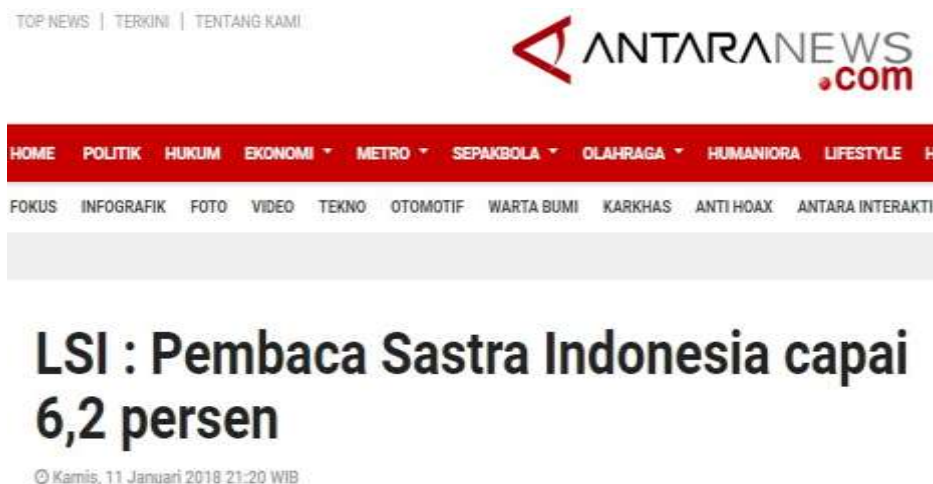 TOP NEWS | TERKINI | TENTANG KAMI
ANTARANEWS
.com
HOME POLITIK HUKUM EKONOMI METRO SEPAKBOLA OLAHRAGA HUMANIORA LIFESTYLE H
FOKUS INFOGRAFIK FOTO VIDEO TEKNO OTOMOTIF WARTA BUMI KARKHAS ANTI HOAX ANTARA INTERAKTI
LSI : Pembaca Sastra Indonesia capai
6,2 persen
Kamis, 11 Januari 2018 21:20 WIB